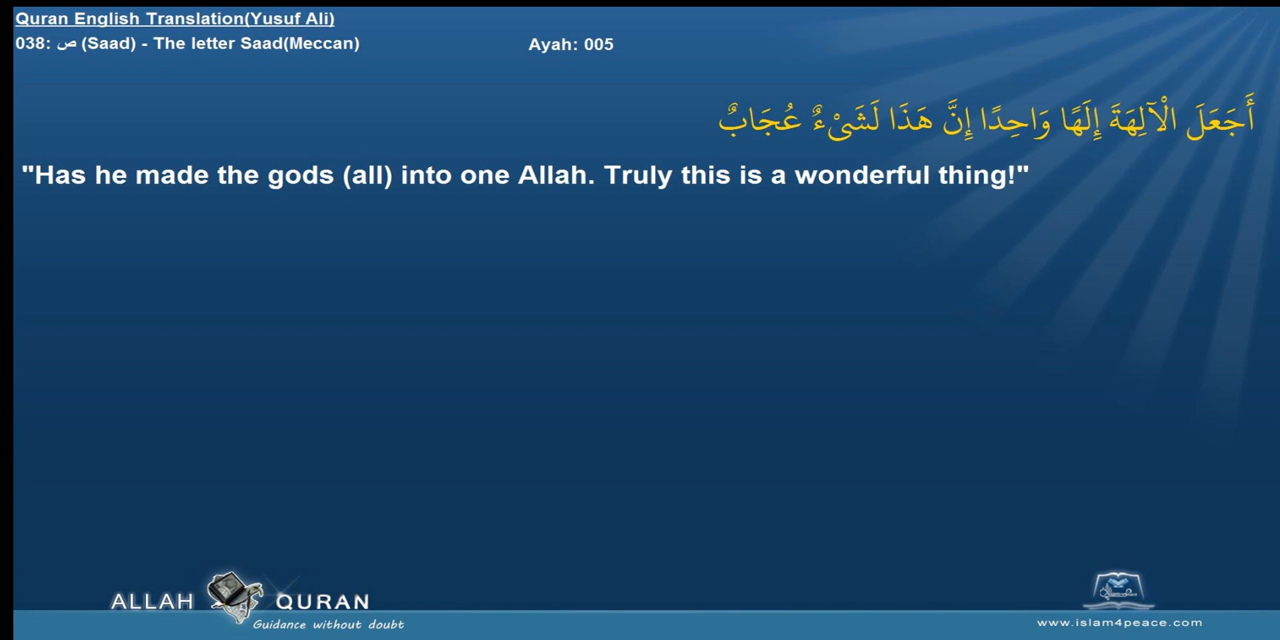 Quran English Translation(Yusuf Ali)
038: ص (Saad) - The letter Saad(Meccan) Ayah: 005
أَجَعَلَ الْآلِهَةَ إِلَهًا وَاحِدًا إِنَّ هَذَا لَشَىْءٌ عُجَابٌ
"Has he made the gods (all) into one Allah. Truly this is a wonderful thing!"
ALLAH QURAN
Guidance without doubt
www.islam4peace.com